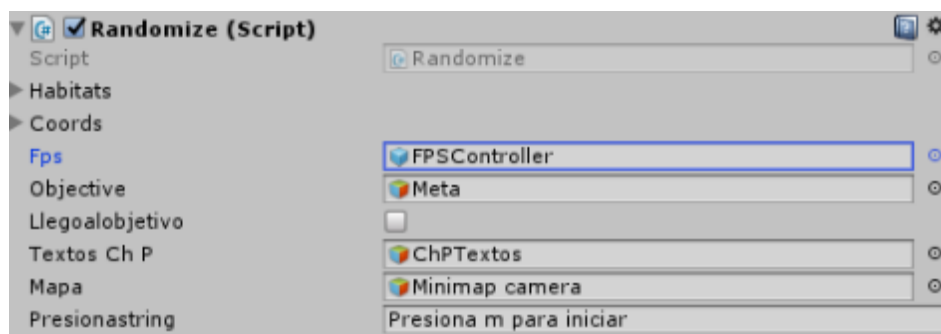 Randomize (Script)
Script Randomize
Habitats
Coords
Fps FPSController
Objective Meta
Llegoalobjetivo
Textos Ch P ChPTextos
Mapa Minimap camera
Presionastring Presiona m para iniciar